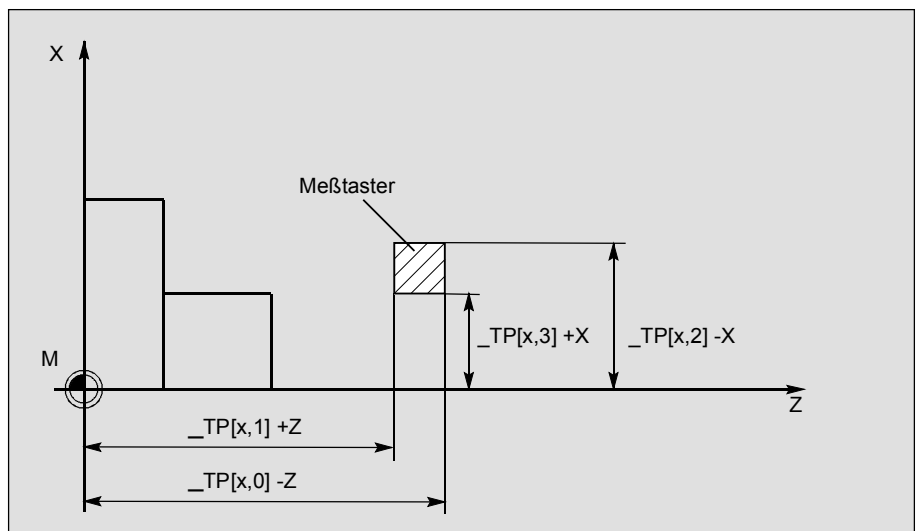 X
Meßtaster
_TP[x,3] +X
_TP[x,2] -X
M
Z
_TP[x,1] +Z
_TP[x,0] -Z